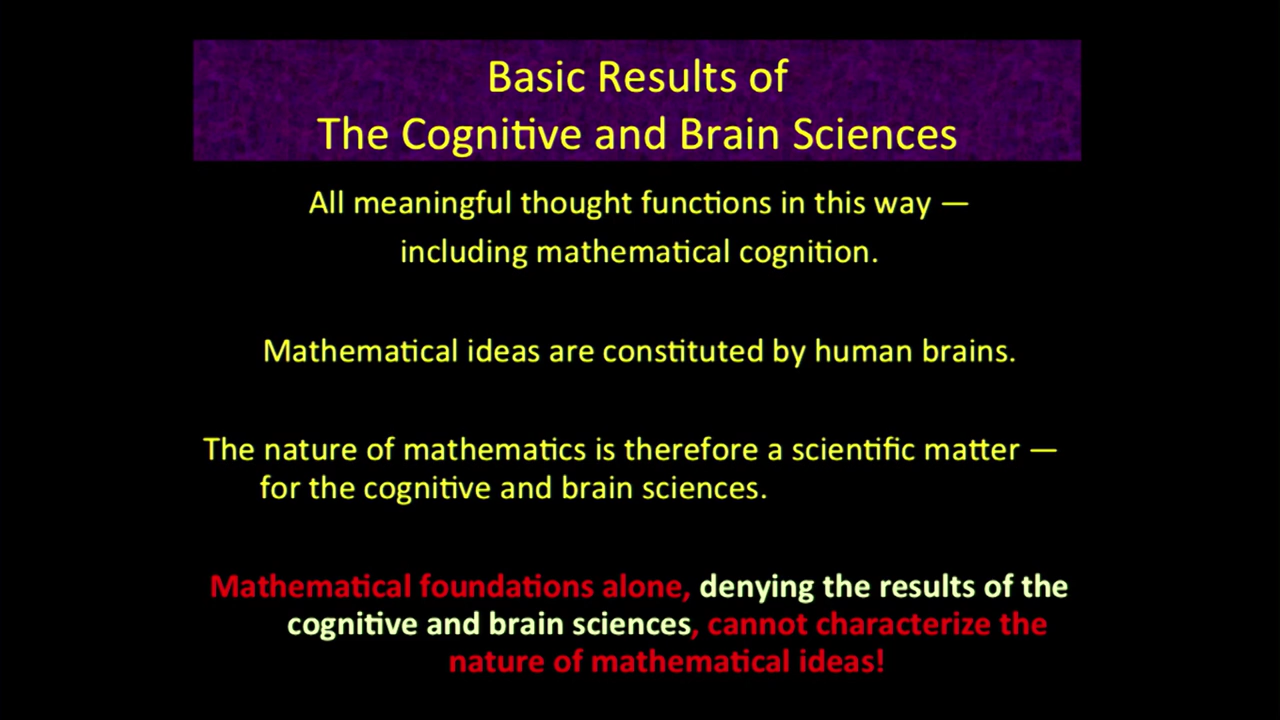 Basic Results of
The Cognitive and Brain Sciences
All meaningful thought functions in this way —
including mathematical cognition.
Mathematical ideas are constituted by human brains.
The nature of mathematics is therefore a scientific matter —
for the cognitive and brain sciences.
Mathematical foundations alone, denying the results of the
cognitive and brain sciences, cannot characterize the
nature of mathematical ideas!